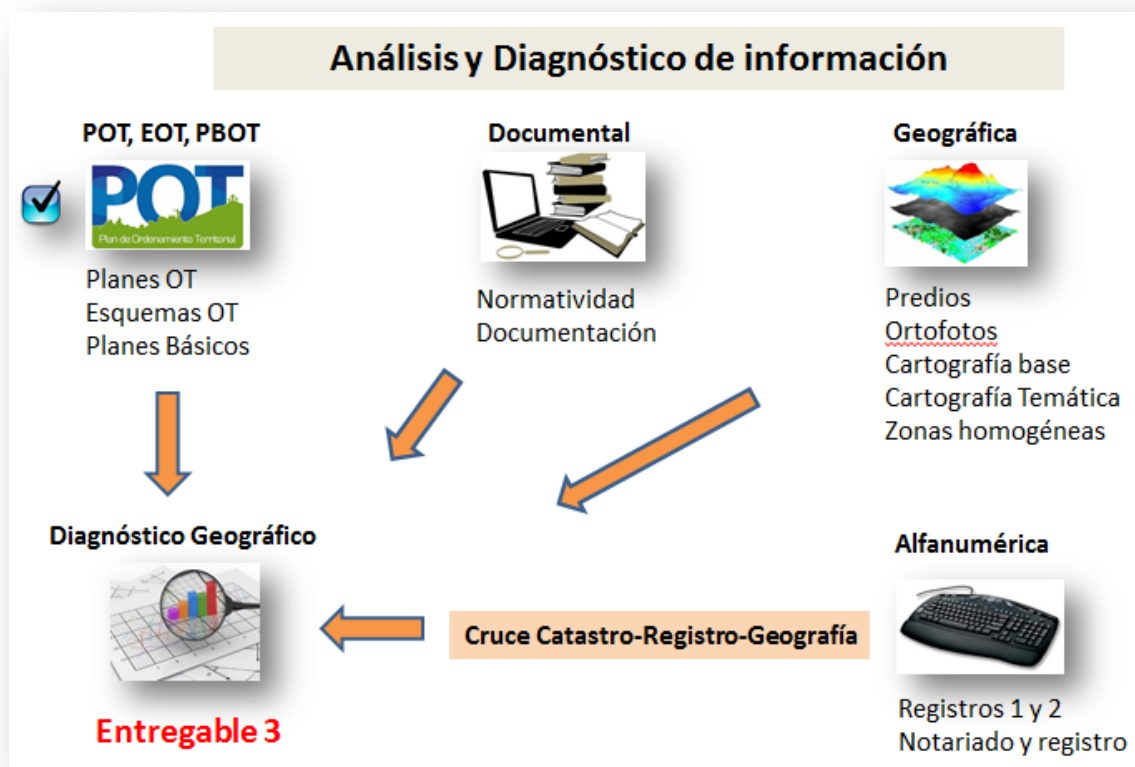 Análisis y Diagnóstico de información
POT, EOT, PBOT
POT
Plan de Ordenamiento Territorial
Planes OT
Esquemas OT
Planes Básicos
Documental
Normatividad
Documentación
Geográfica
Predios
Ortofotos
Cartografía base
Cartografía Temática
Zonas homogéneas
Diagnóstico Geográfico
Entregable 3
Cruce Catastro-Registro-Geografía
Alfanumérica
Registros 1 y 2
Notariado y registro